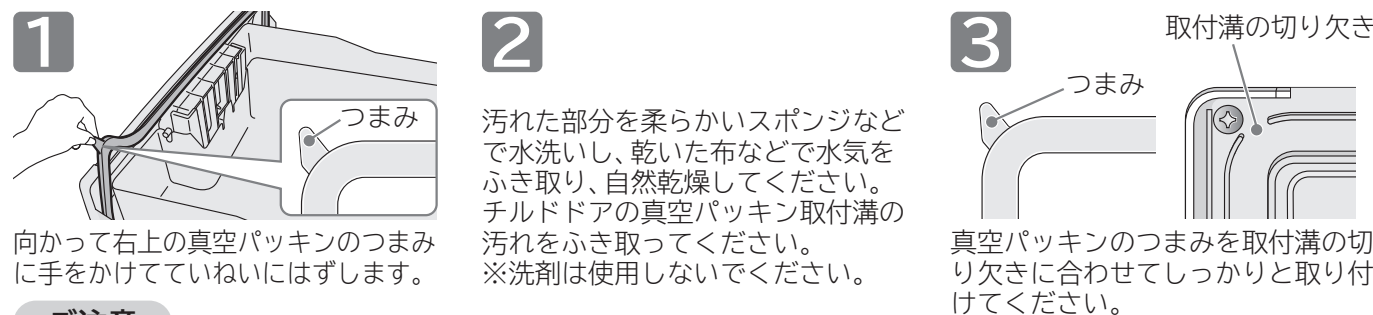 1
つまみ
向かって右上の真空パッキンのつまみ
に手をかけてていねいにはずします。
2
汚れた部分を柔らかいスポンジなど
で水洗いし、乾いた布などで水気を
ふき取り、自然乾燥してください。
チルドドアの真空パッキン取付溝の
汚れをふき取ってください。
※洗剤は使用しないでください。
3
取付溝の切り欠き
つまみ
真空パッキンのつまみを取付溝の切
り欠きに合わせてしっかりと取り付
けてください。